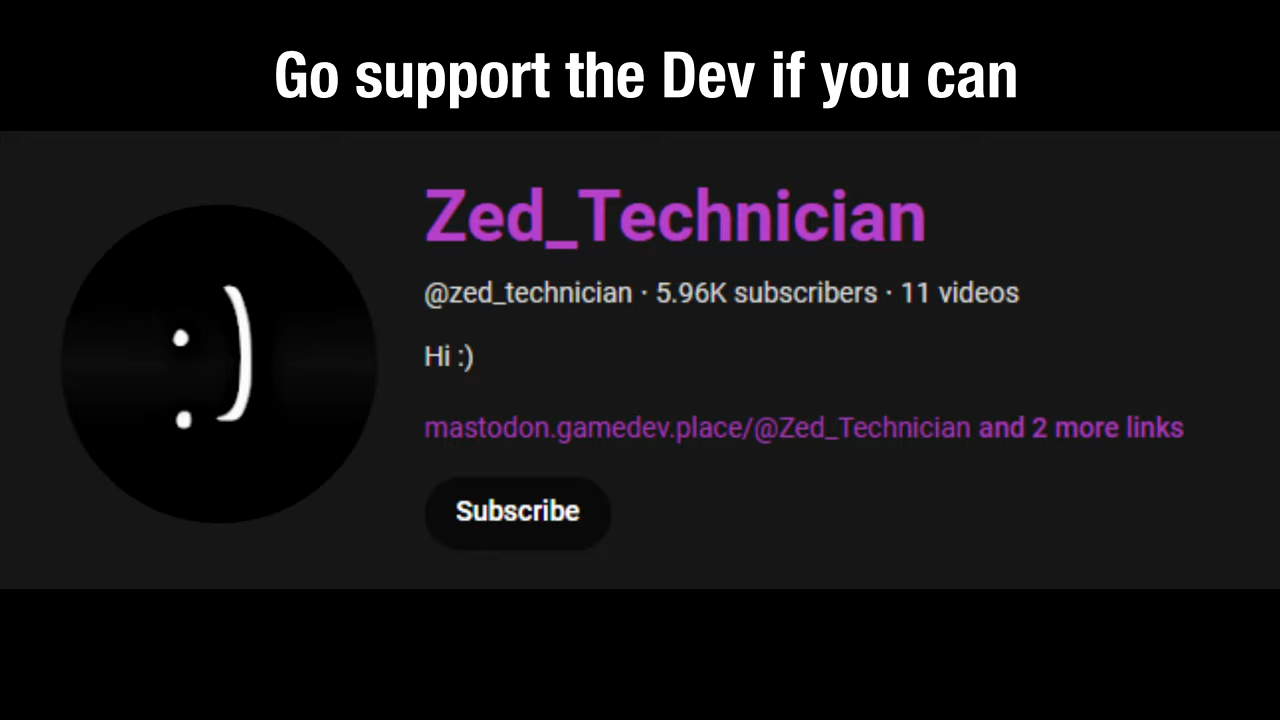 Go support the Dev if you can
Zed_Technician
@zed_technician · 5.96K subscribers · 11 videos
Hi :)
mastodon.gamedev.place/@Zed_Technician and 2 more links
Subscribe